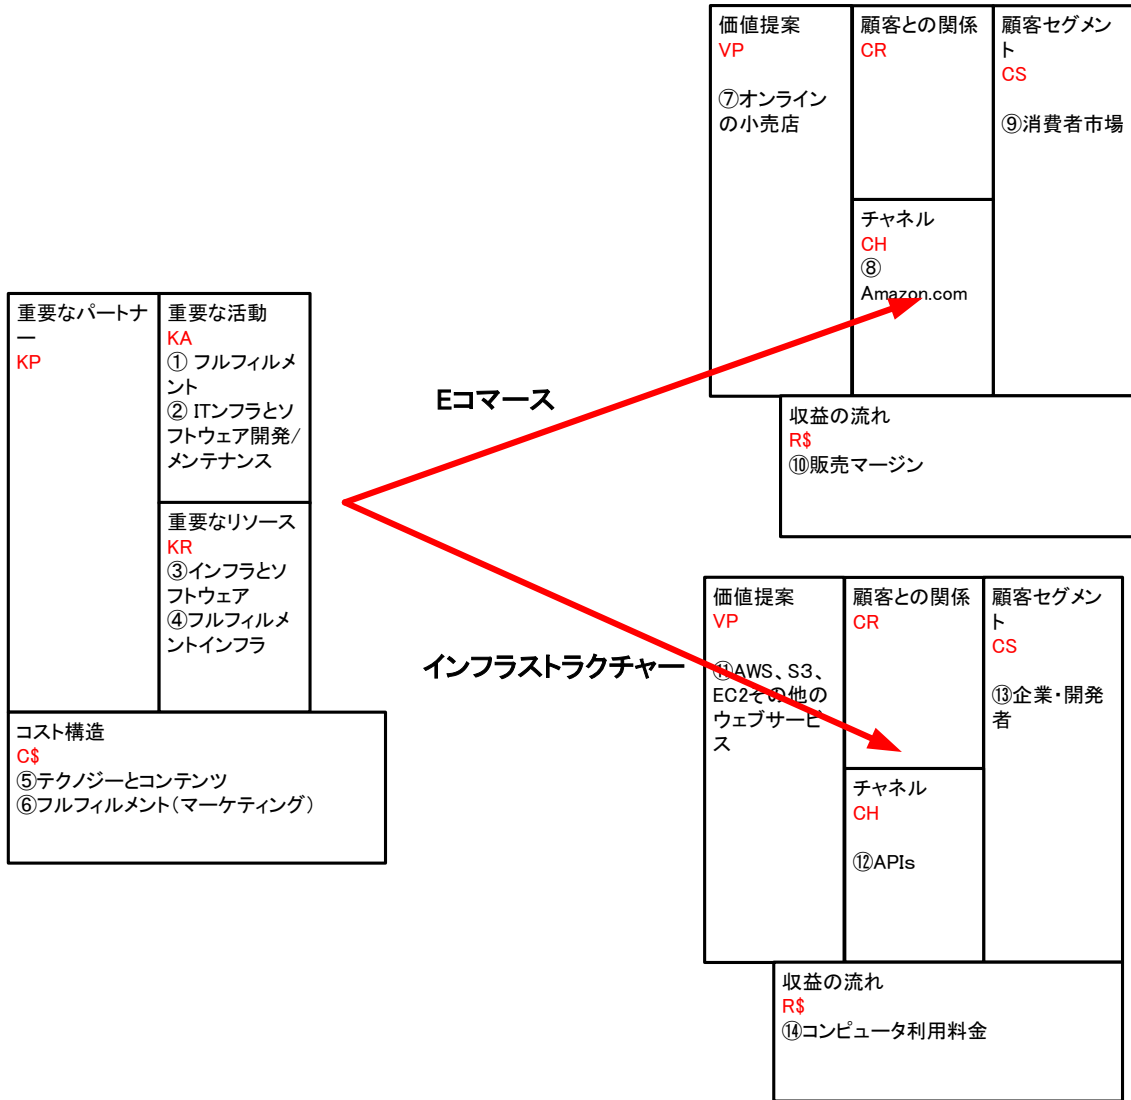 重要なパートナ
ー
KP
重要な活動
KA
① フルフィルメ
ント
② ITンフラとソ
フトウェア開発/
メンテナンス
重要なリソース
KR
③インフラとソ
フトウェア
④フルフィルメ
ントインフラ
コスト構造
C$
⑤テクノジーとコンテンツ
⑥フルフィルメント(マーケティング)
Eコマース
インフラストラクチャー
価値提案
VP
⑦オンライン
の小売店
顧客との関係
CR
チャネル
CH
⑧
Amazon.com
顧客セグメン
ト
CS
⑨消費者市場
収益の流れ
R$
⑩販売マージン
価値提案
VP
⑪AWS、S3、
EC2その他の
ウェブサービ
ス
顧客との関係
CR
チャネル
CH
⑫APIs
顧客セグメン
ト
CS
⑬企業・開発
者
収益の流れ
R$
⑭コンピュータ利用料金